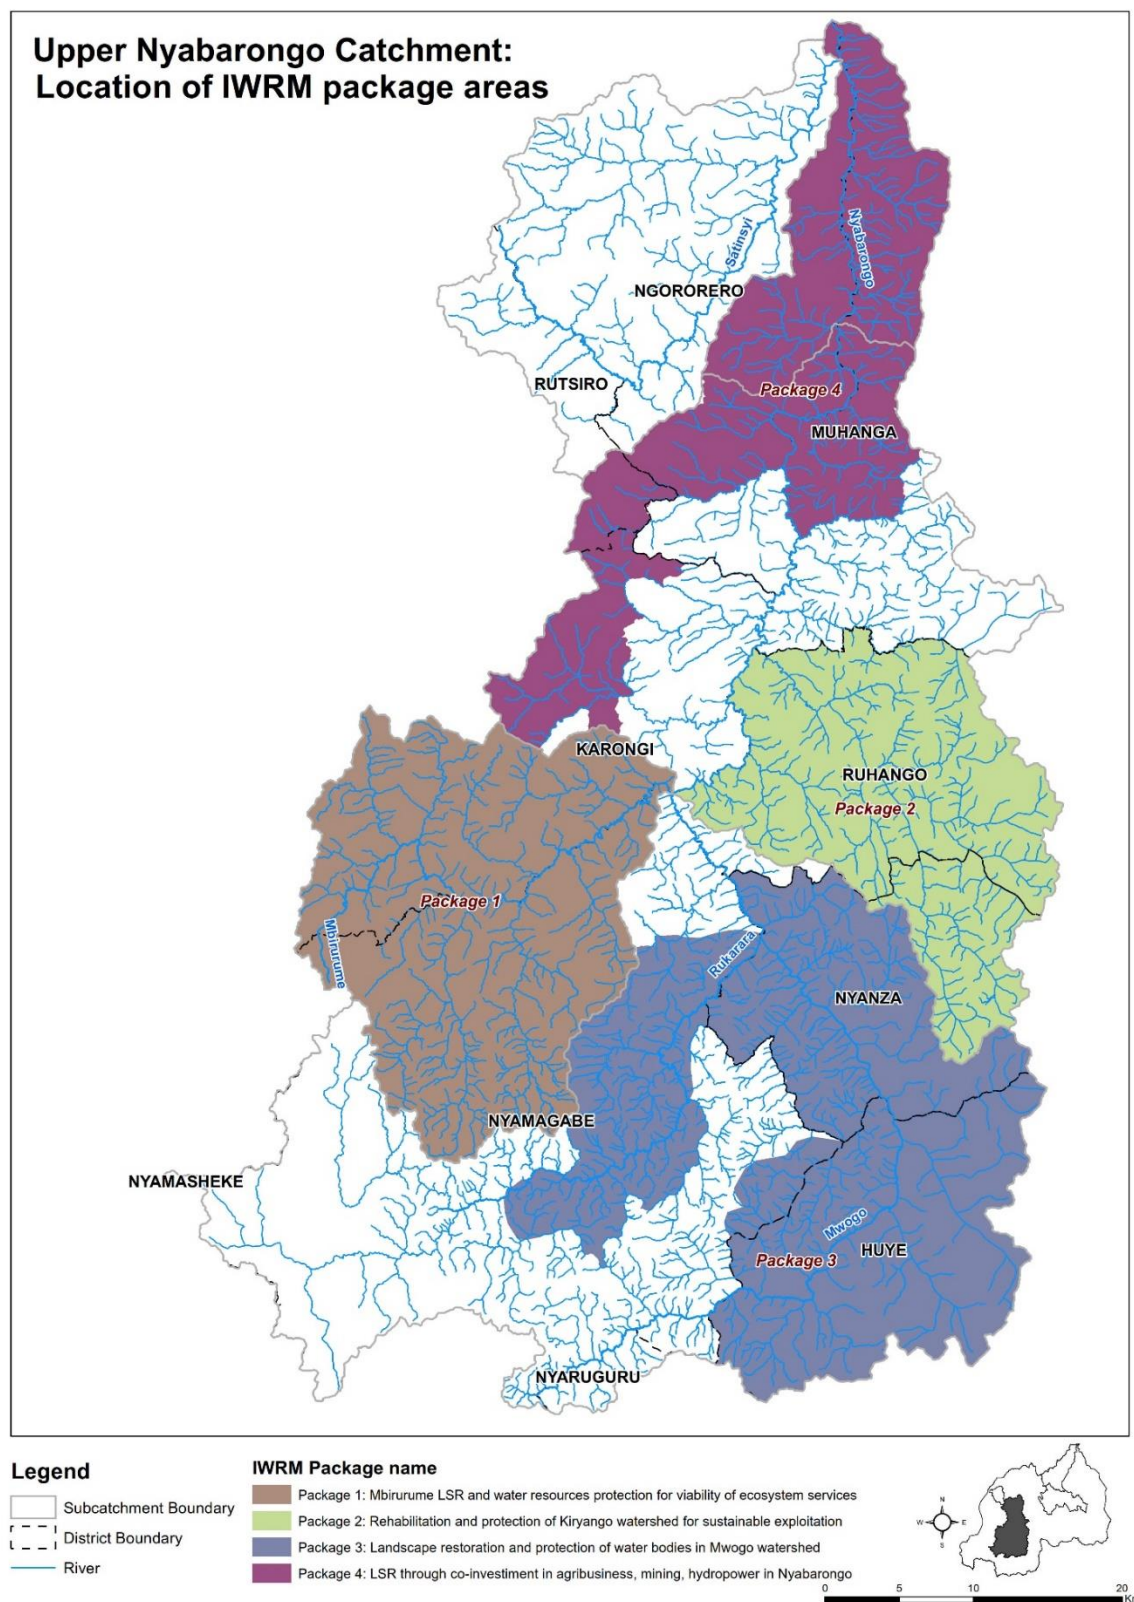 Upper Nyabarongo Catchment:
Location of IWRM package areas
Satinsyi
Nyabarongo
NGORORERO
RUTSIRO
Package 4
MUHANGA
KARONGI
RUHANGO
Package 2
Package 1
Mbirurume
Rukarara
NYANZA
NYAMAGABE
NYAMASHEKE
Mwogo
HUYE
Package 3
NYARUGURU
Legend
Subcatchment Boundary
District Boundary
River
IWRM Package name
Package 1: Mbirurume LSR and water resources protection for viability of ecosystem services
Package 2: Rehabilitation and protection of Kiryango watershed for sustainable exploitation
Package 3: Landscape restoration and protection of water bodies in Mwogo watershed
Package 4: LSR through co-investiment in agribusiness, mining, hydropower in Nyabarongo
N
W
E
S
0 5 10 20
Km